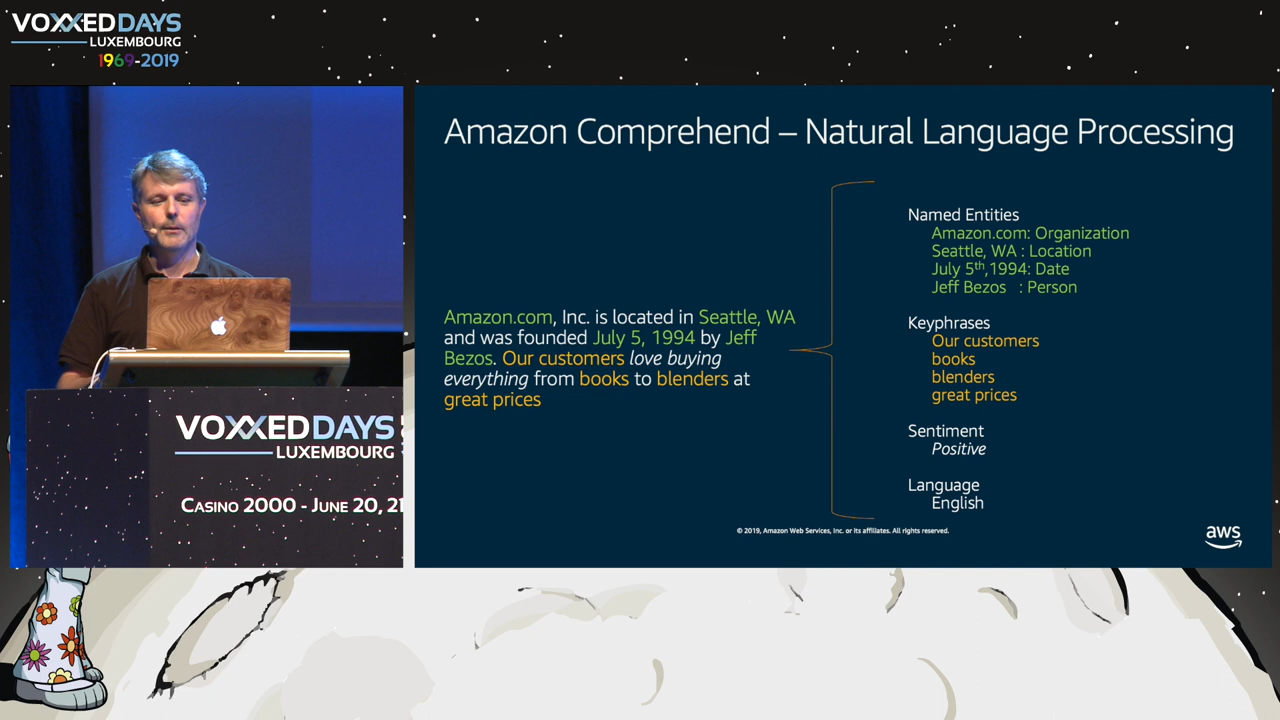 VOXXED DAYS
LUXEMBOURG
1969-2019
Amazon Comprehend – Natural Language Processing
Amazon.com, Inc. is located in Seattle, WA
and was founded July 5, 1994 by Jeff
Bezos. Our customers love buying
everything from books to blenders at
great prices
Named Entities
Amazon.com: Organization
Seattle, WA : Location
July 5th,1994: Date
Jeff Bezos : Person
Keyphrases
Our customers
books
blenders
great prices
Sentiment
Positive
Language
English
© 2019, Amazon Web Services, Inc. or its affiliates. All rights reserved.
aws
VOXXED DAYS
LUXEMBOURG
CASINO 2000 - JUNE 20, 21